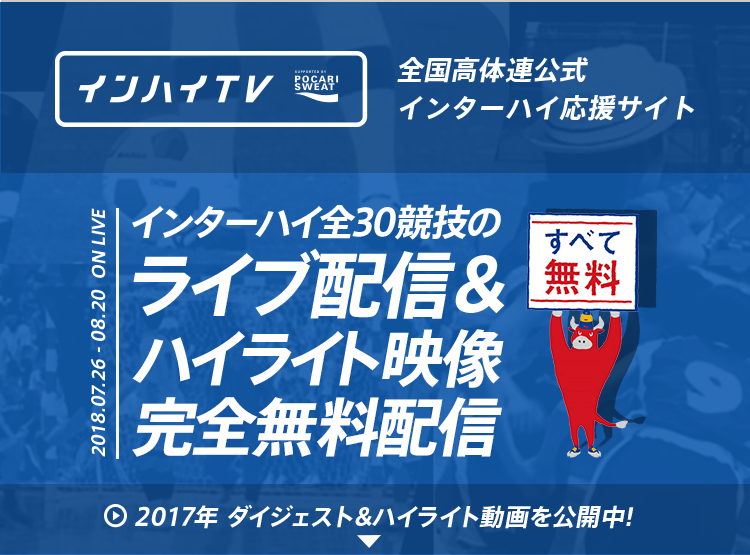 インハイTV
SUPPORTED BY
POCARI
SWEAT
全国高体連公式
インターハイ応援サイト
2018.07.26 - 08.20 ON LIVE
インターハイ全30競技の
ライブ配信&
ハイライト映像
完全無料配信
すべて
無料
2017年 ダイジェスト&ハイライト動画を公開中!